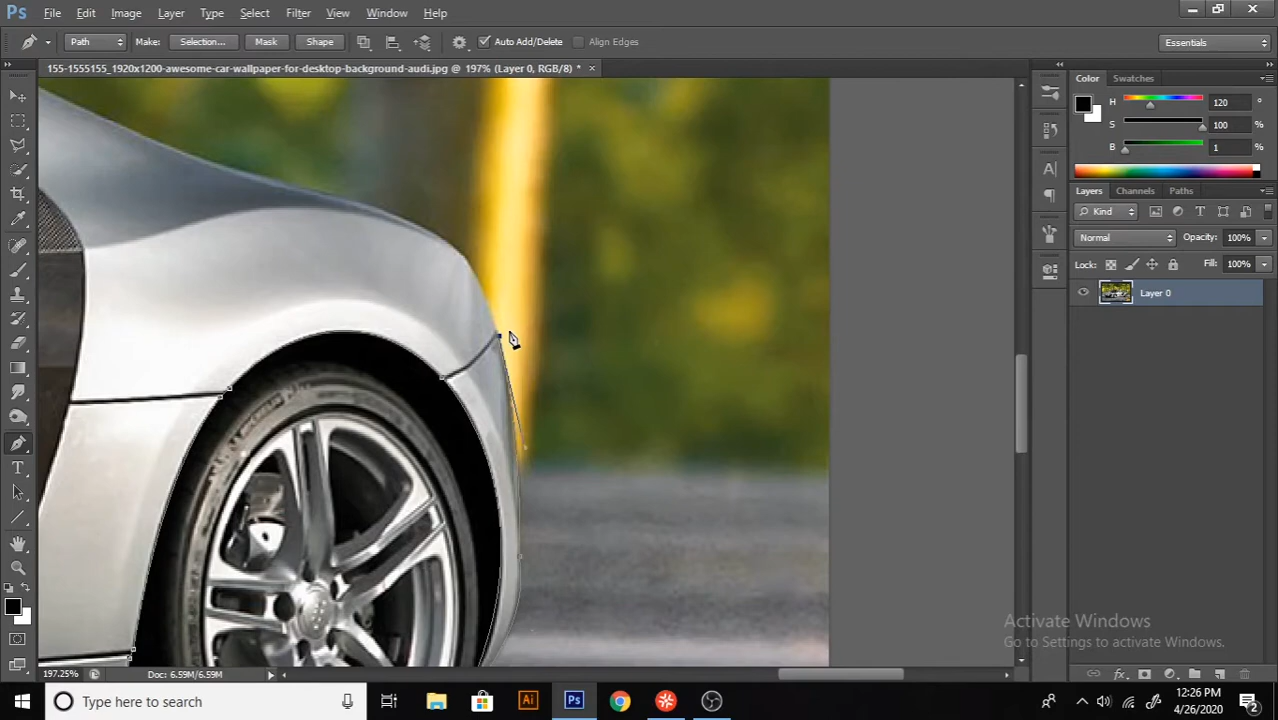 Ps File Edit Image Layer Type Select Filter View Window Help
Path Make: Selection... Mask Shape Auto Add/Delete Align Edges Essentials
155-1555155_1920x1200-awesome-car-wallpaper-for-desktop-background-audi.jpg @ 197% (Layer 0, RGB/8) *
Color Swatches
H 120 °
S 100 %
B 1 %
Layers Channels Paths
Kind
Normal Opacity: 100%
Lock: Fill: 100%
Layer 0
Activate Windows
Go to Settings to activate Windows.
197.25% Doc: 6.59M/6.59M
Type here to search
Ai Ps
12:26 PM
4/26/2020
2